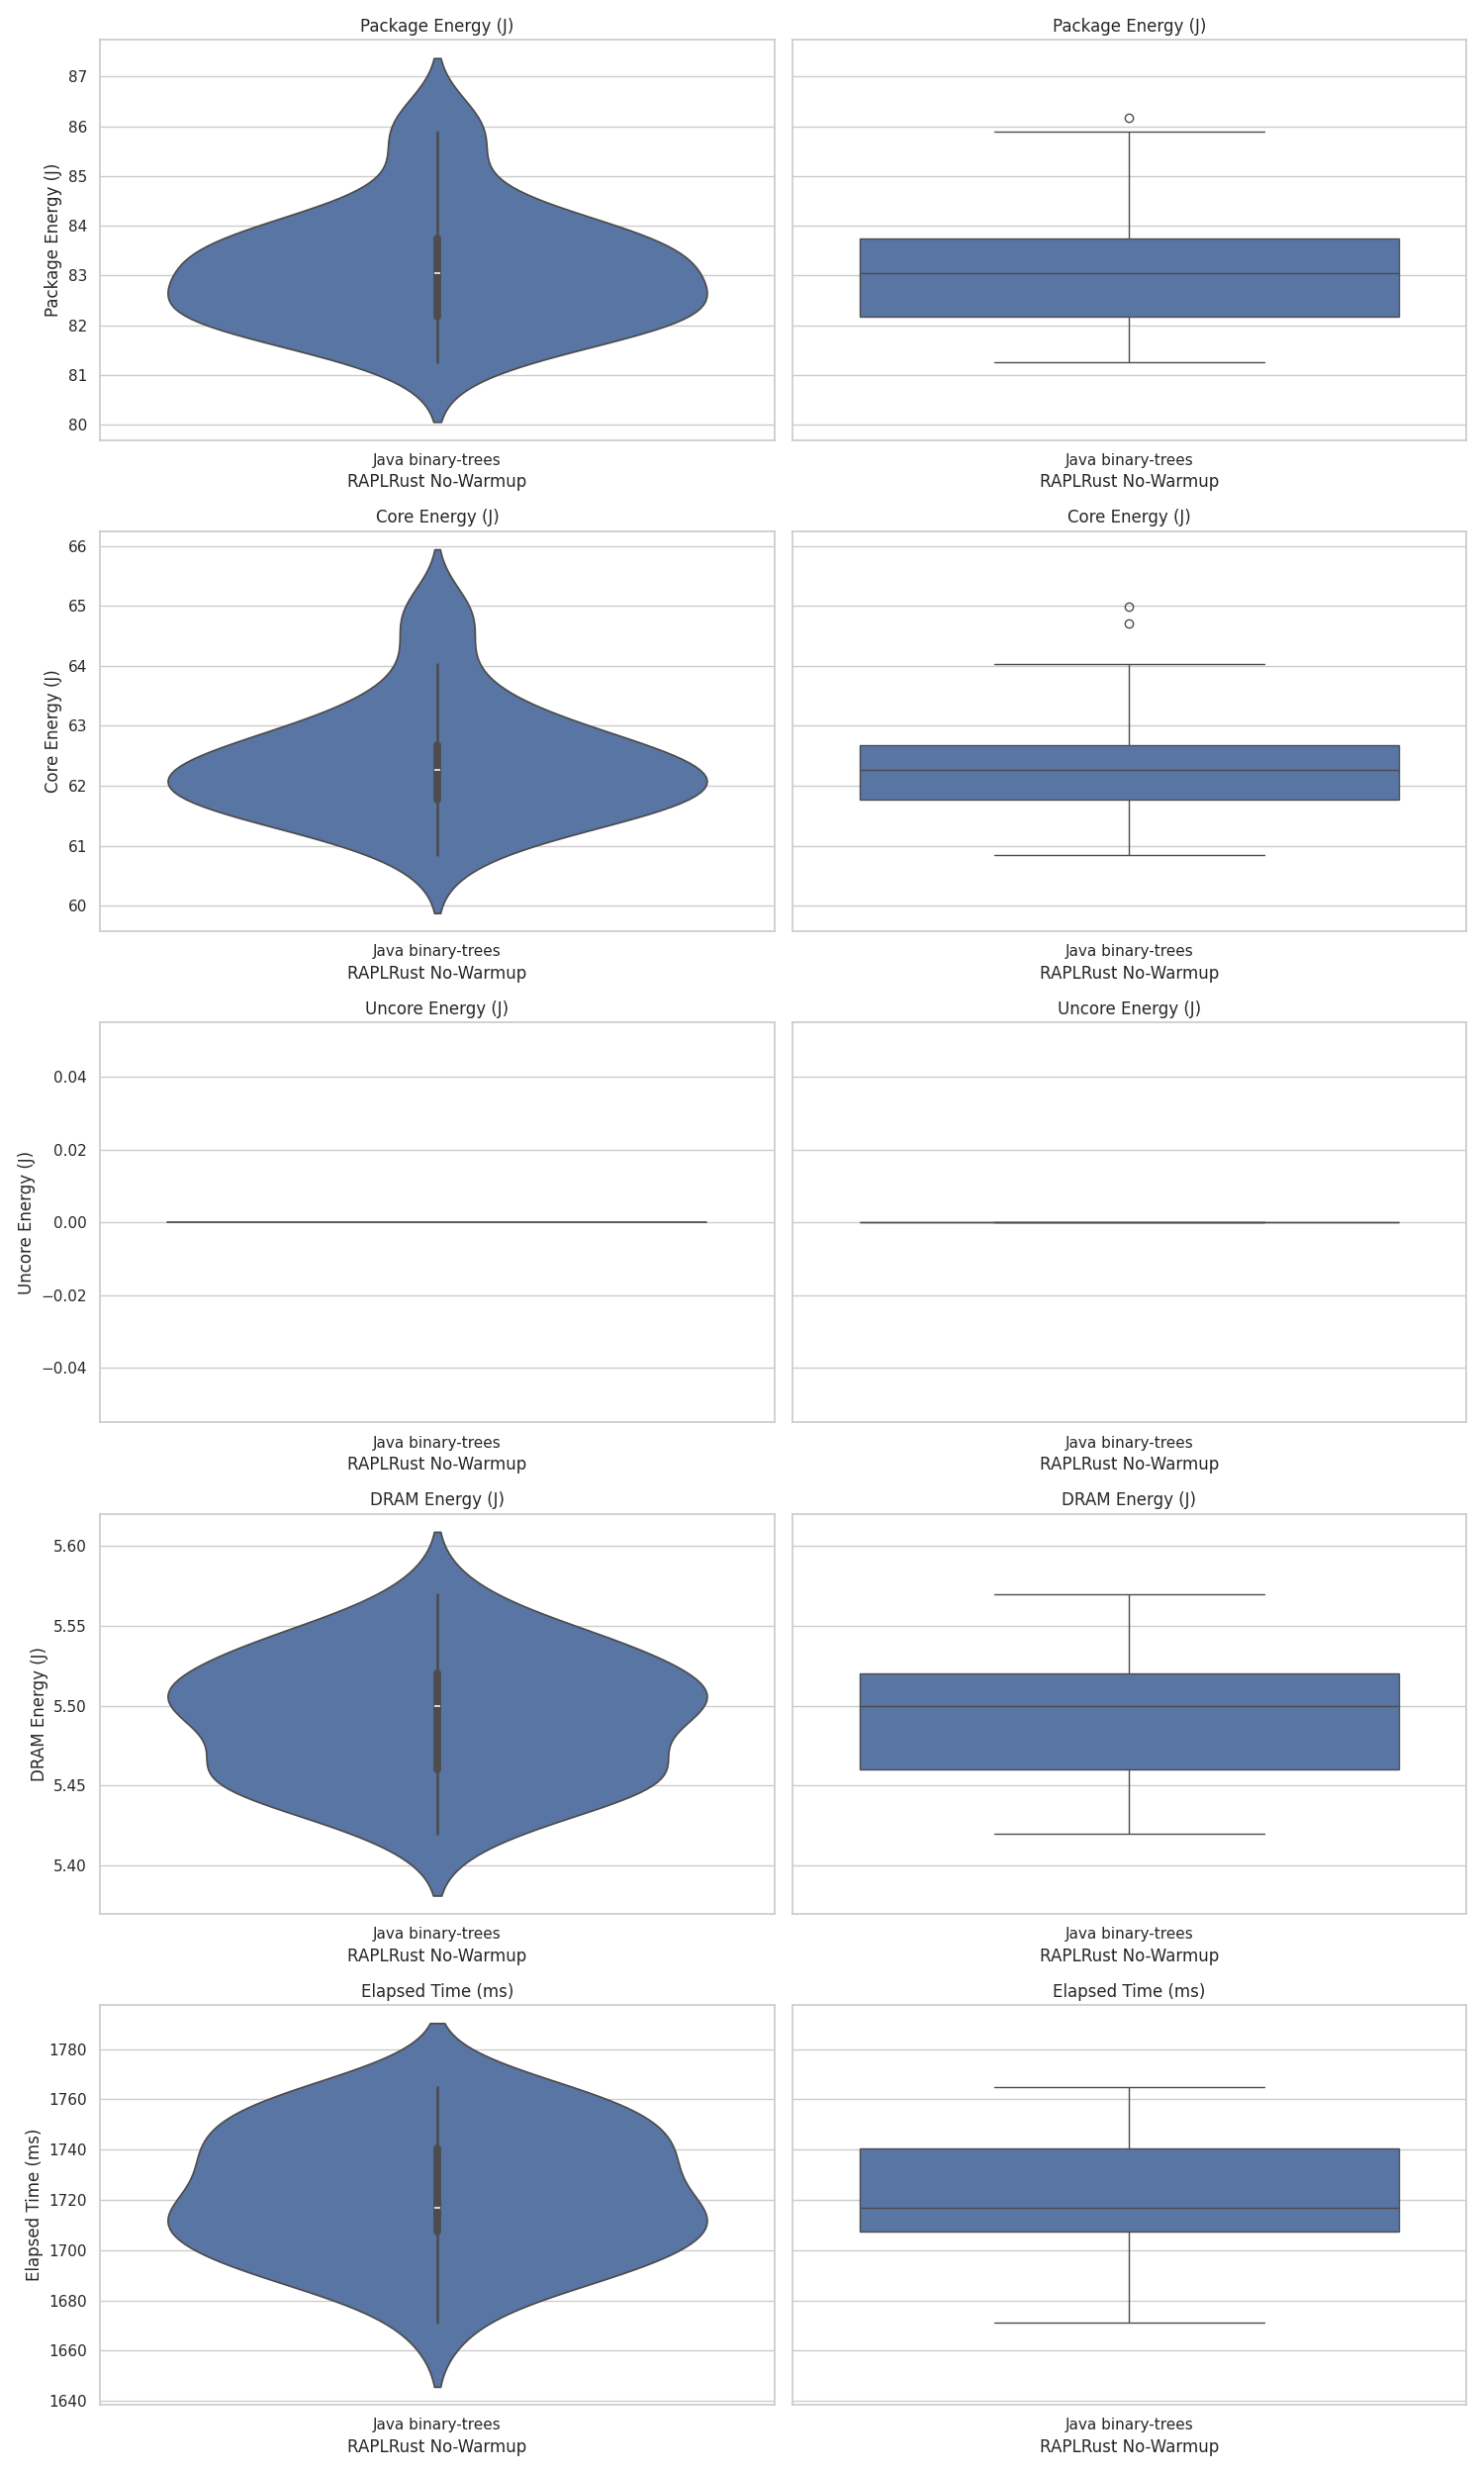 Package Energy (J)
Package Energy (J)
87
86
85
84
83
82
81
80
Package Energy (J)
Java binary-trees
RAPLRust No-Warmup
Java binary-trees
RAPLRust No-Warmup
Core Energy (J)
Core Energy (J)
66
65
64
63
62
61
60
Core Energy (J)
Java binary-trees
RAPLRust No-Warmup
Java binary-trees
RAPLRust No-Warmup
Uncore Energy (J)
Uncore Energy (J)
0.04
0.02
0.00
−0.02
−0.04
Uncore Energy (J)
Java binary-trees
RAPLRust No-Warmup
Java binary-trees
RAPLRust No-Warmup
DRAM Energy (J)
DRAM Energy (J)
5.60
5.55
5.50
5.45
5.40
DRAM Energy (J)
Java binary-trees
RAPLRust No-Warmup
Java binary-trees
RAPLRust No-Warmup
Elapsed Time (ms)
Elapsed Time (ms)
1780
1760
1740
1720
1700
1680
1660
1640
Elapsed Time (ms)
Java binary-trees
RAPLRust No-Warmup
Java binary-trees
RAPLRust No-Warmup